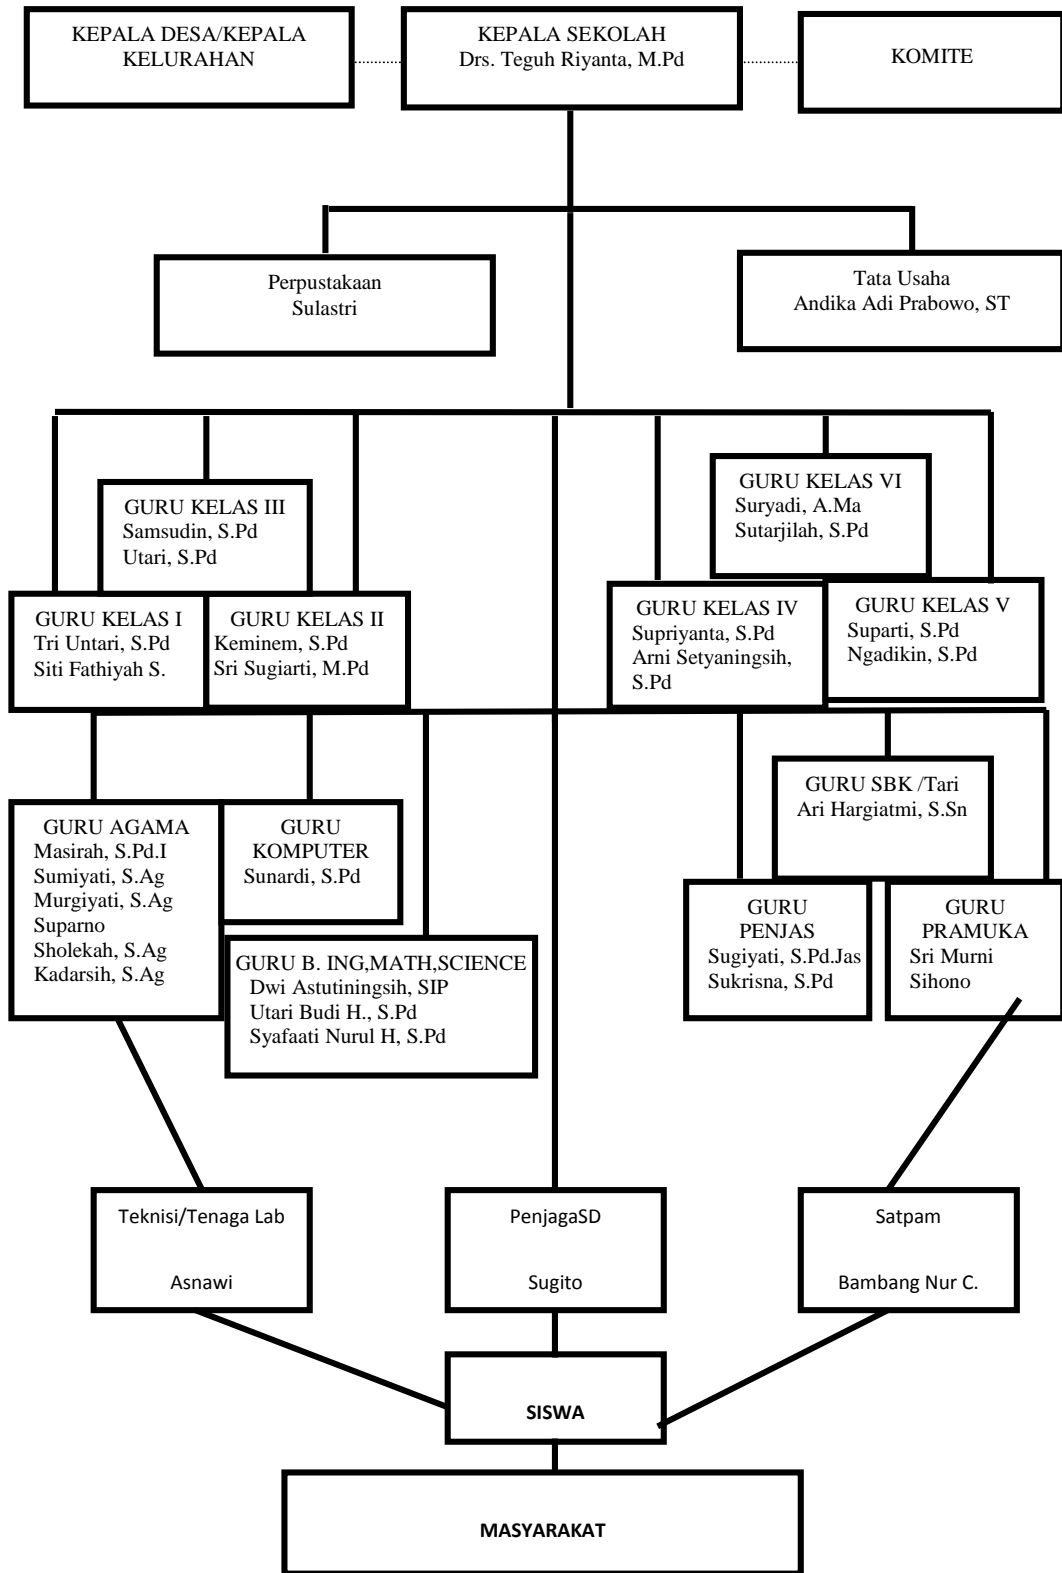 KEPALA DESA/KEPALA
KELURAHAN
KEPALA SEKOLAH
Drs. Teguh Riyanta, M.Pd
KOMITE
Perpustakaan
Sulastri
Tata Usaha
Andika Adi Prabowo, ST
GURU KELAS III
Samsudin, S.Pd
Utari, S.Pd
GURU KELAS VI
Suryadi, A.Ma
Sutarjilah, S.Pd
GURU KELAS I
Tri Untari, S.Pd
Siti Fathiyah S.
GURU KELAS II
Keminem, S.Pd
Sri Sugiarti, M.Pd
GURU KELAS IV
Supriyanta, S.Pd
Arni Setyaningsih,
S.Pd
GURU KELAS V
Suparti, S.Pd
Ngadikin, S.Pd
GURU SBK /Tari
Ari Hargiatmi, S.Sn
GURU AGAMA
Masirah, S.Pd.I
Sumiyati, S.Ag
Murgiyati, S.Ag
Suparno
Sholekah, S.Ag
Kadarsih, S.Ag
GURU
KOMPUTER
Sunardi, S.Pd
GURU B. ING,MATH,SCIENCE
Dwi Astutiningsih, SIP
Utari Budi H., S.Pd
Syafaati Nurul H, S.Pd
GURU
PENJAS
Sugiyati, S.Pd.Jas
Sukrisna, S.Pd
GURU
PRAMUKA
Sri Murni
Sihono
Teknisi/Tenaga Lab
Asnawi
PenjagaSD
Sugito
Satpam
Bambang Nur C.
SISWA
MASYARAKAT